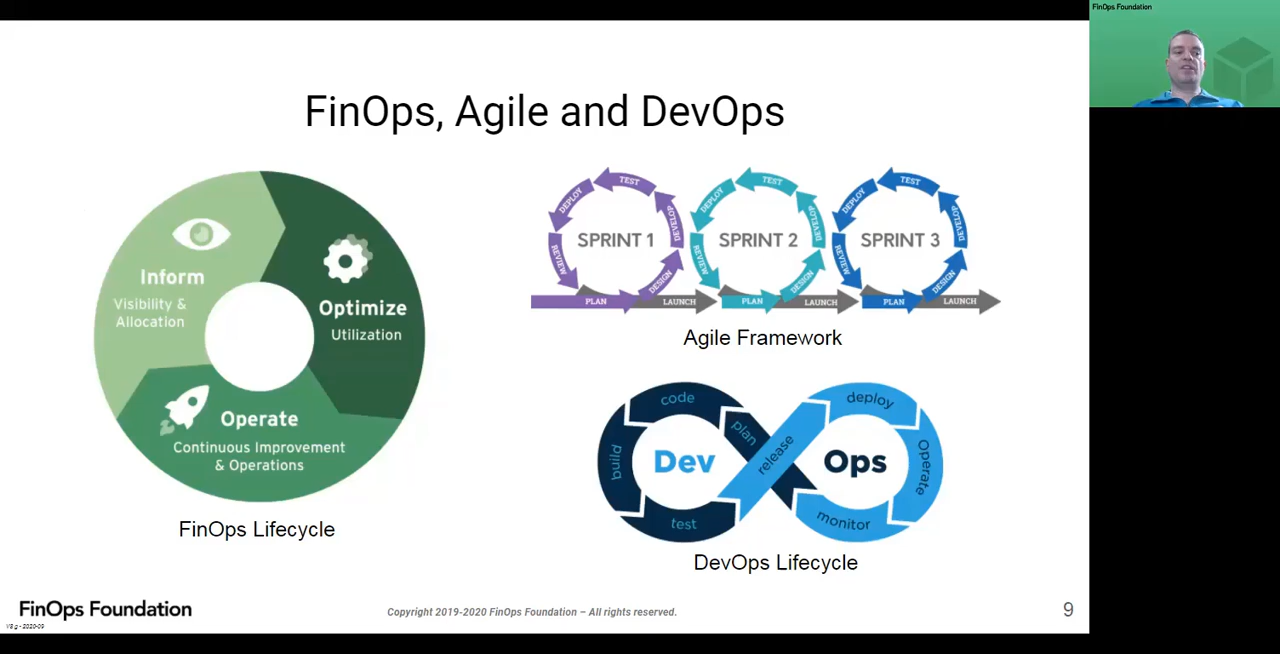 FinOps Foundation
FinOps, Agile and DevOps
Inform
Visibility &
Allocation
Optimize
Utilization
Operate
Continuous Improvement
& Operations
FinOps Lifecycle
TEST
DEPLOY
DEVELOP
SPRINT 1
REVIEW
DESIGN
PLAN
LAUNCH
TEST
DEPLOY
DEVELOP
SPRINT 2
REVIEW
DESIGN
PLAN
LAUNCH
TEST
DEPLOY
DEVELOP
SPRINT 3
REVIEW
DESIGN
PLAN
LAUNCH
Agile Framework
code
plan
build
Dev
test
release
deploy
Ops
Operate
monitor
DevOps Lifecycle
FinOps Foundation
Copyright 2019-2020 FinOps Foundation – All rights reserved.
9